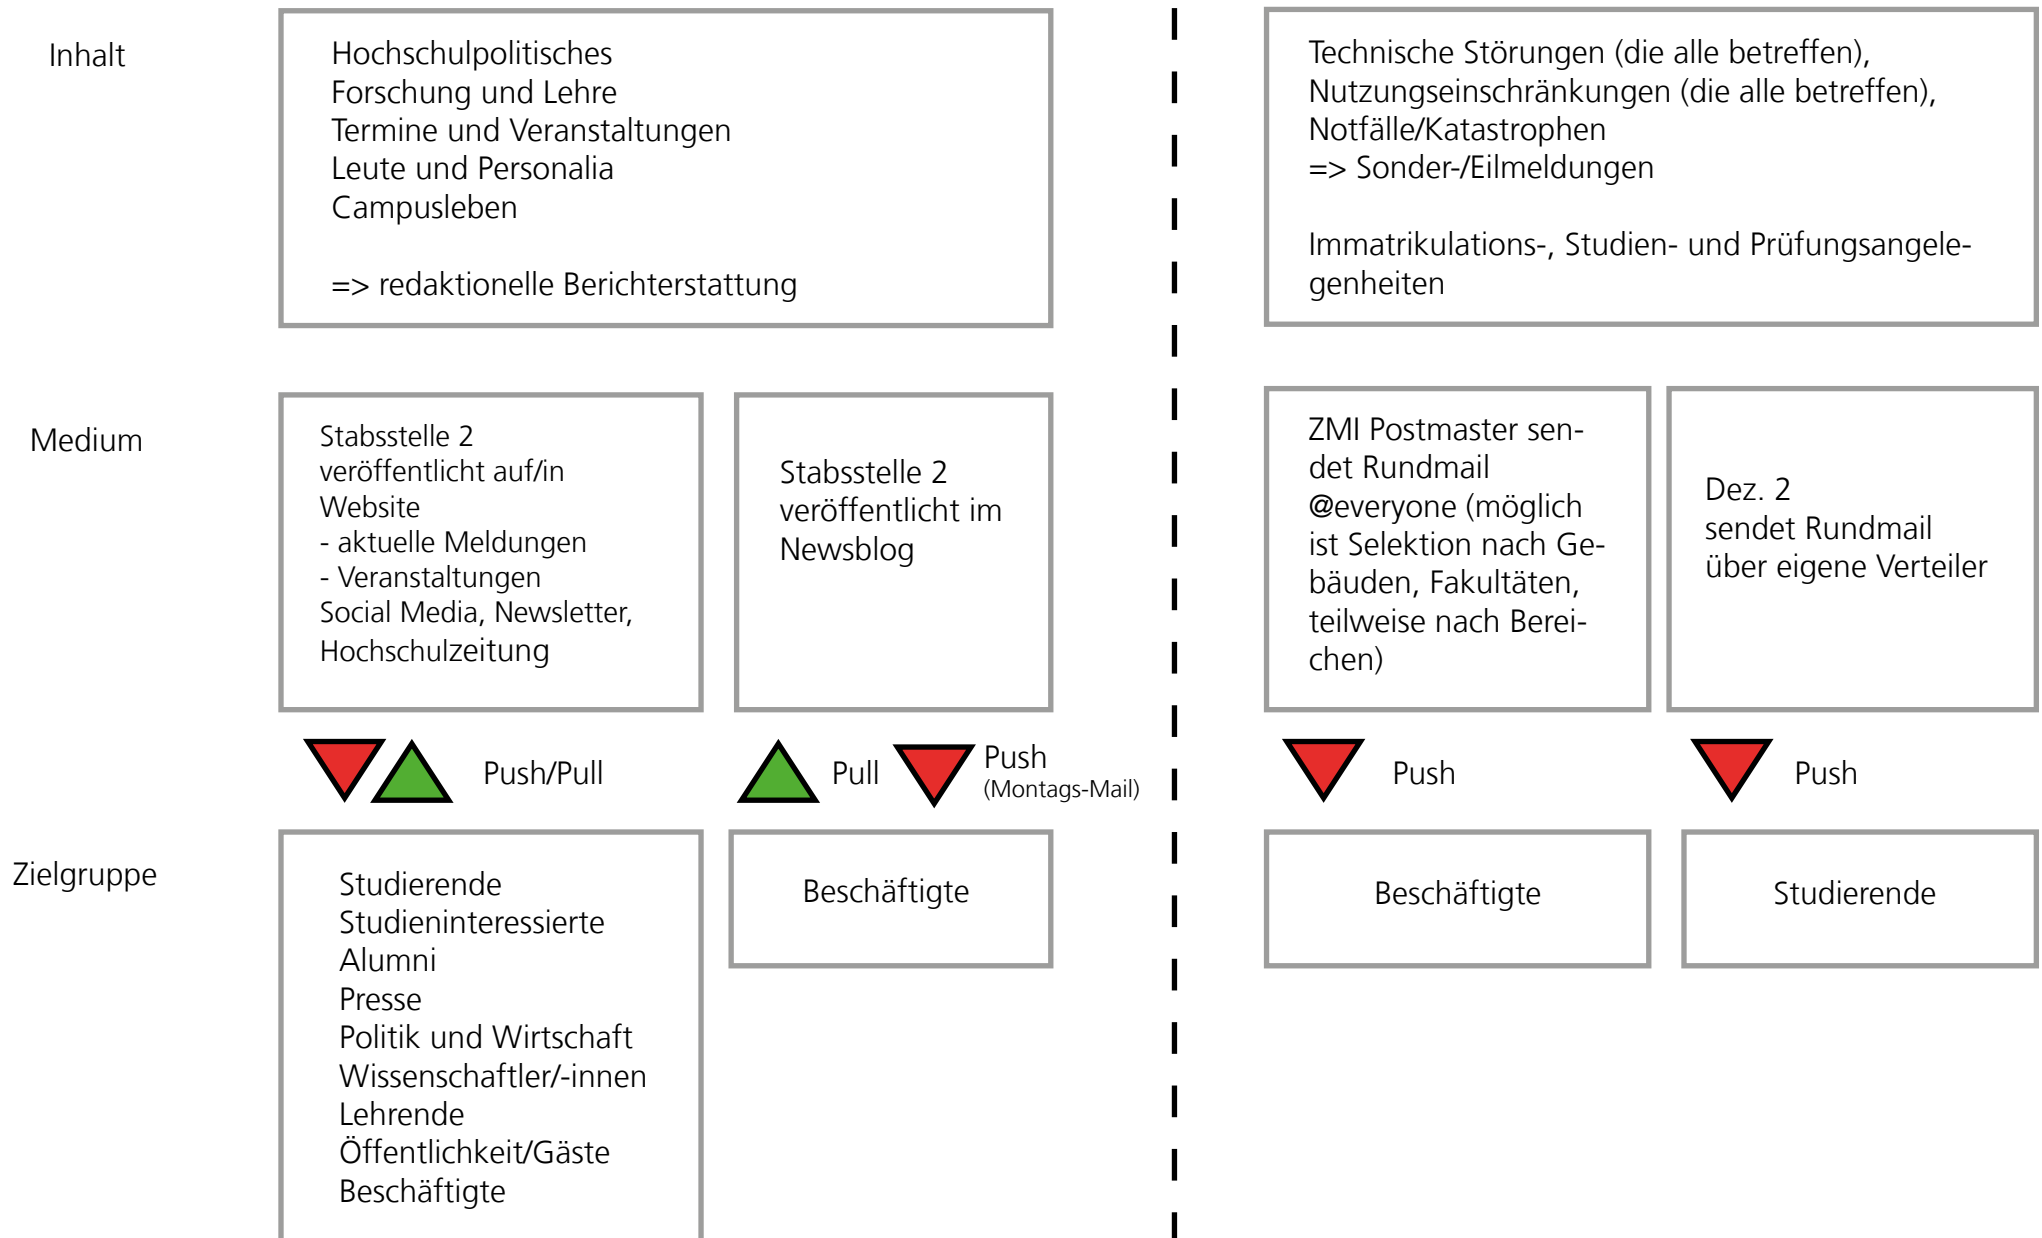 Inhalt
Hochschulpolitisches
Forschung und Lehre
Termine und Veranstaltungen
Leute und Personalia
Campusleben
=> redaktionelle Berichterstattung
Technische Störungen (die alle betreffen),
Nutzungseinschränkungen (die alle betreffen),
Notfälle/Katastrophen
=> Sonder-/Eilmeldungen
Immatrikulations-, Studien- und Prüfungsangele-
genheiten
Medium
Stabsstelle 2
veröffentlicht auf/in
Website
- aktuelle Meldungen
- Veranstaltungen
Social Media, Newsletter,
Hochschulzeitung
Stabsstelle 2
veröffentlicht im
Newsblog
ZMI Postmaster sen-
det Rundmail
@everyone (möglich
ist Selektion nach Ge-
bäuden, Fakultäten,
teilweise nach Berei-
chen)
Dez. 2
sendet Rundmail
über eigene Verteiler
Push/Pull
Pull
Push
(Montags-Mail)
Push
Push
Zielgruppe
Studierende
Studieninteressierte
Alumni
Presse
Politik und Wirtschaft
Wissenschaftler/-innen
Lehrende
Öffentlichkeit/Gäste
Beschäftigte
Beschäftigte
Beschäftigte
Studierende